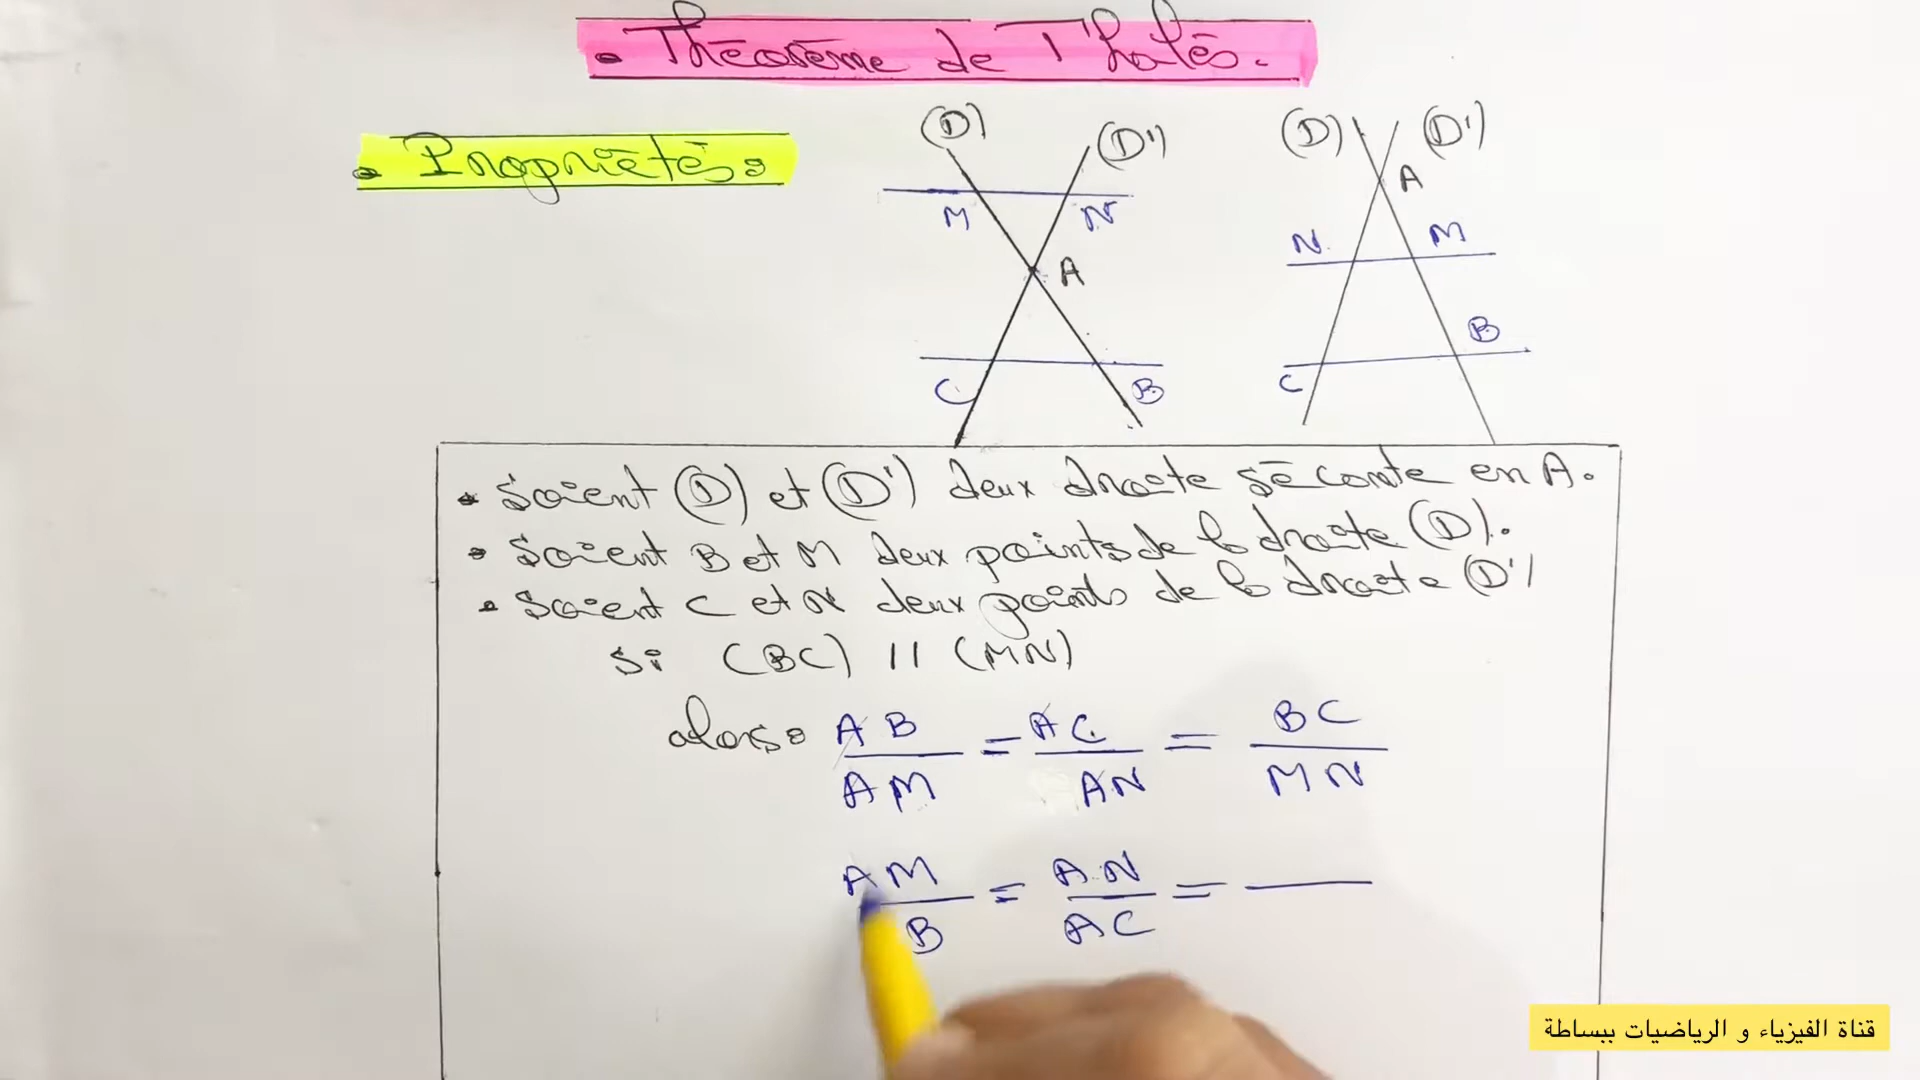 • Théorème de Thalès.
• Propriétés:
(D) (D') (D) (D')
A
M N N M
A
B
C B C
• Soient (D) et (D') deux droite sécante en A.
• Soient B et M deux points de la droite (D).
• Soient C et N deux points de la droite (D')
si (BC) // (MN)
alors: AB/AM = AC/AN = BC/MN
AM/B = AN/AC =
قناة الفيزياء و الرياضيات ببساطة